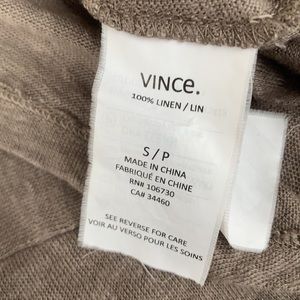 VINCE.
100% LINEN / LIN
S / P
MADE IN CHINA
FABRIQUÉ EN CHINE
RN# 106730
CA# 34460
SEE REVERSE FOR CARE
VOIR AU VERSO POUR LES SOINS